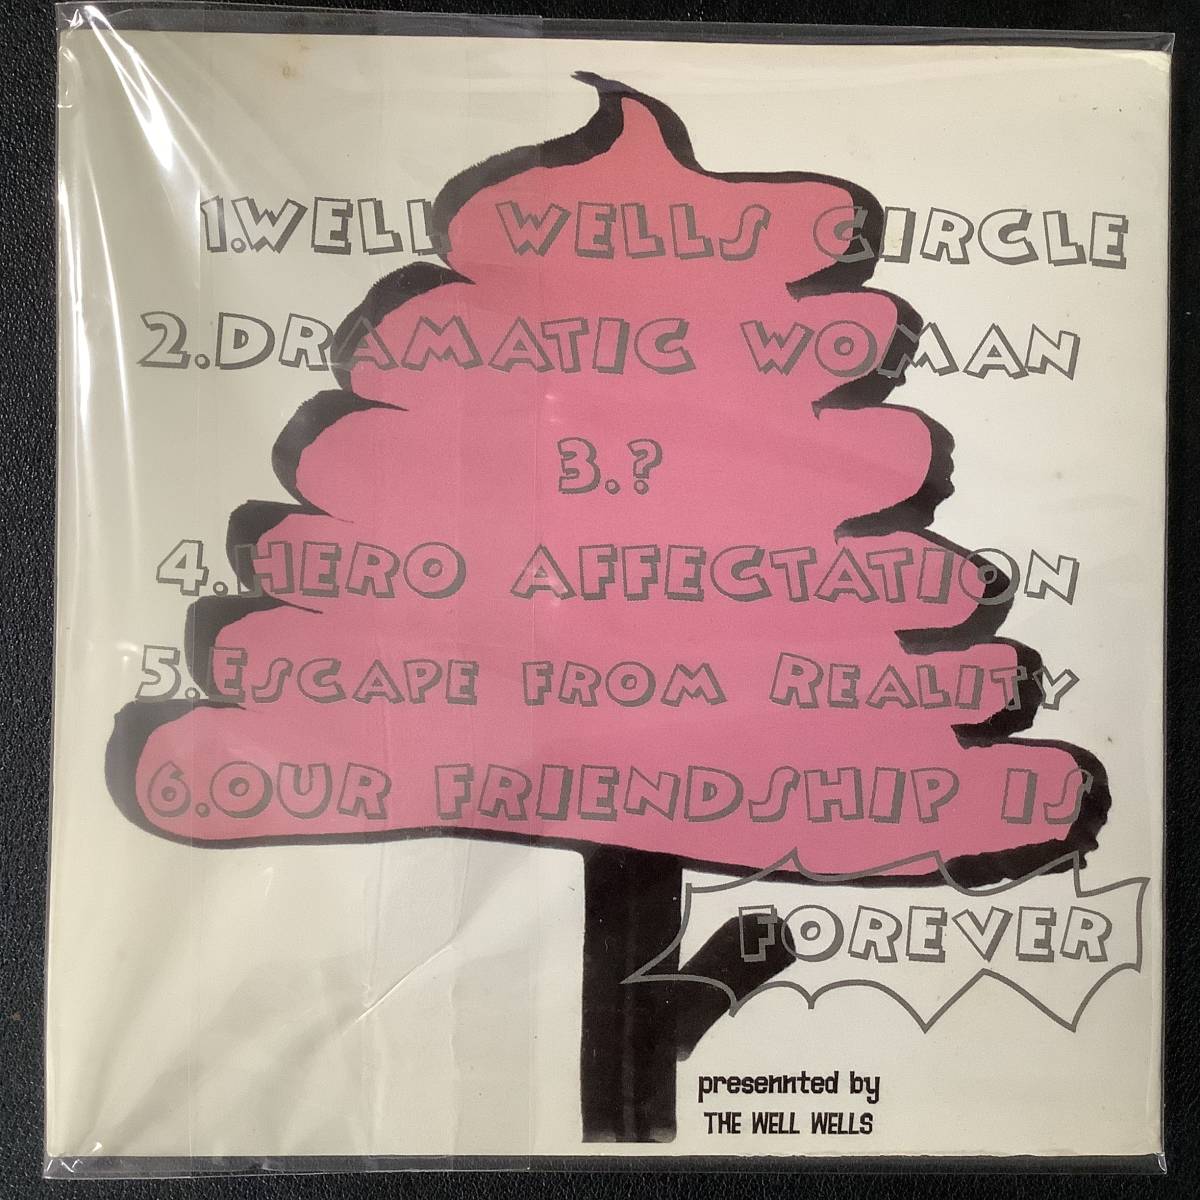 1.WELL WELLS CIRCLE
2.DRAMATIC WOMAN
3.?
4.HERO AFFECTATION
5.ESCAPE FROM REALITY
6.OUR FRIENDSHIP IS
FOREVER
presennted by
THE WELL WELLS